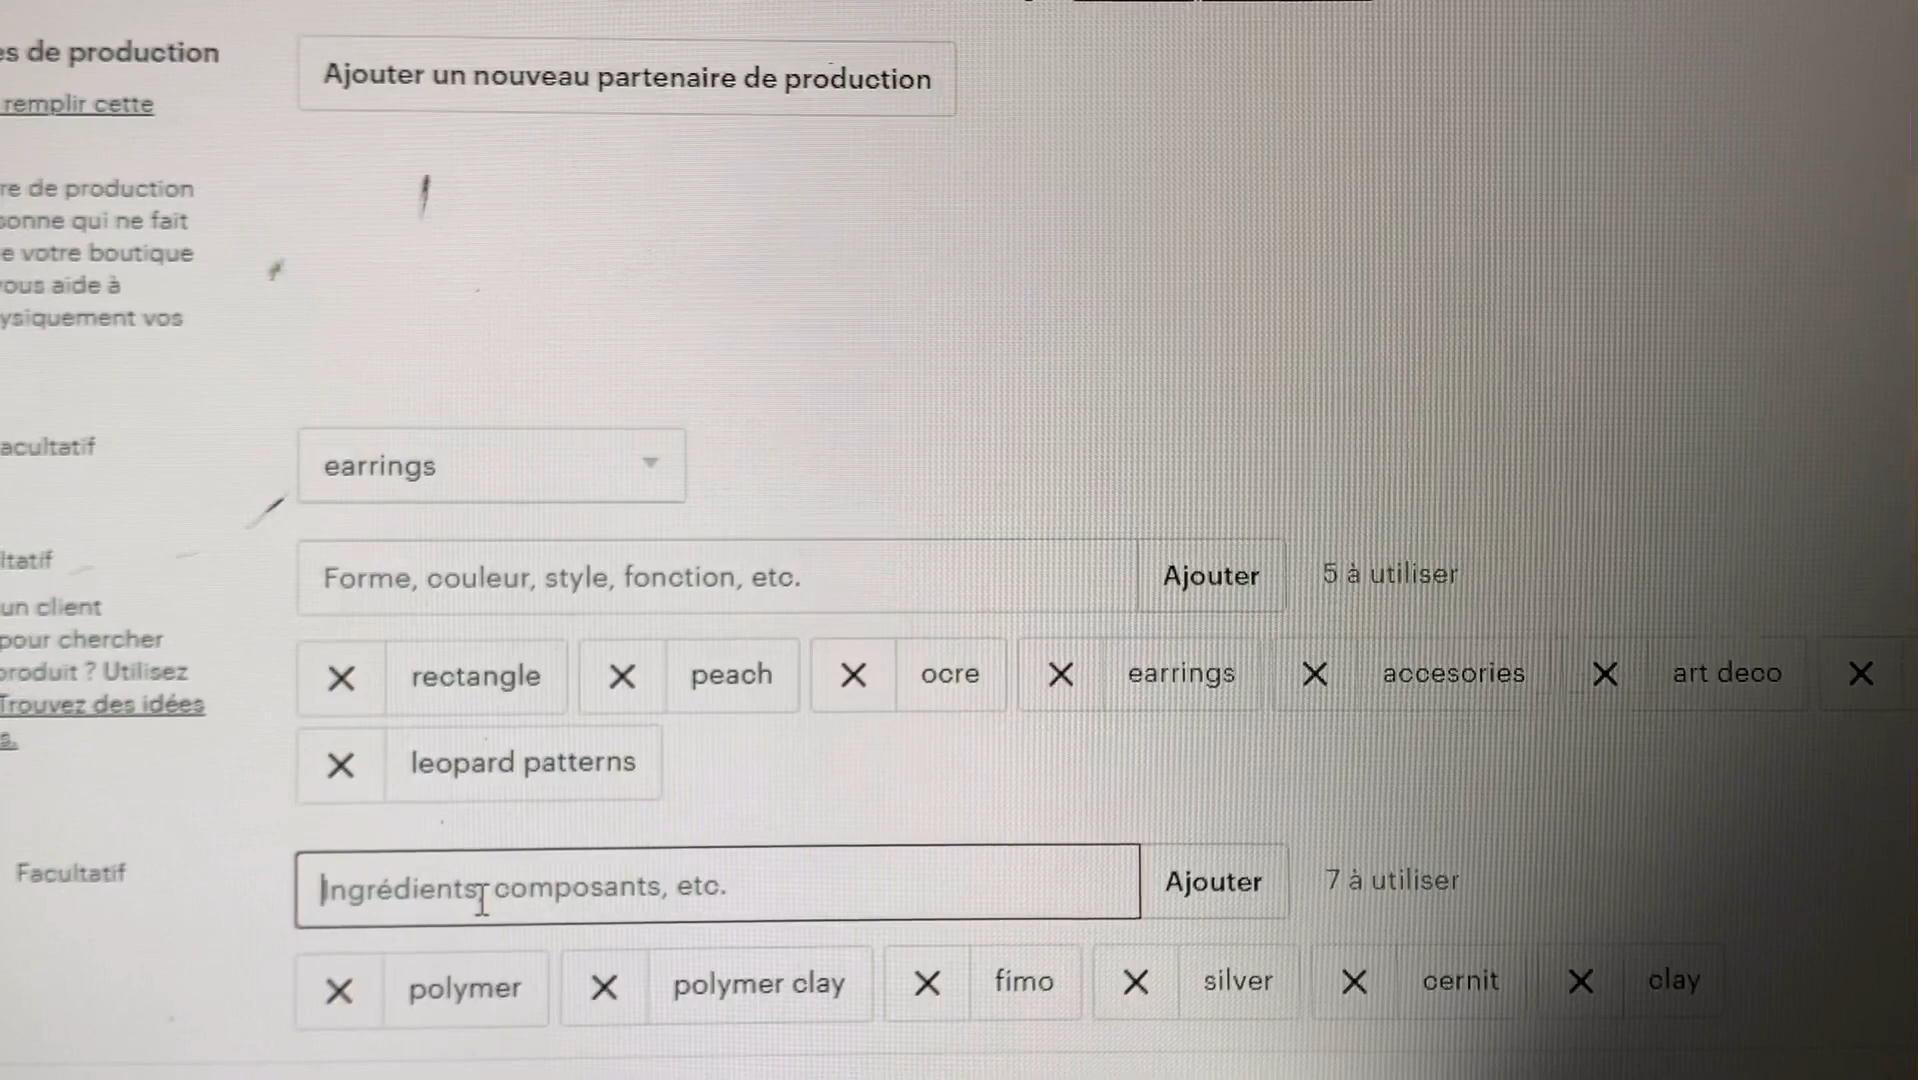 es de production
Ajouter un nouveau partenaire de production
remplir cette
re de production
sonne qui ne fait
e votre boutique
vous aide à
ysiquement vos
acultatif
earrings
ltatif
Forme, couleur, style, fonction, etc.
Ajouter
5 à utiliser
un client
pour chercher
produit ? Utilisez
Trouvez des idées
s.
rectangle
peach
ocre
earrings
accesories
art deco
leopard patterns
Facultatif
Ingrédients, composants, etc.
Ajouter
7 à utiliser
polymer
polymer clay
fimo
silver
cernit
clay